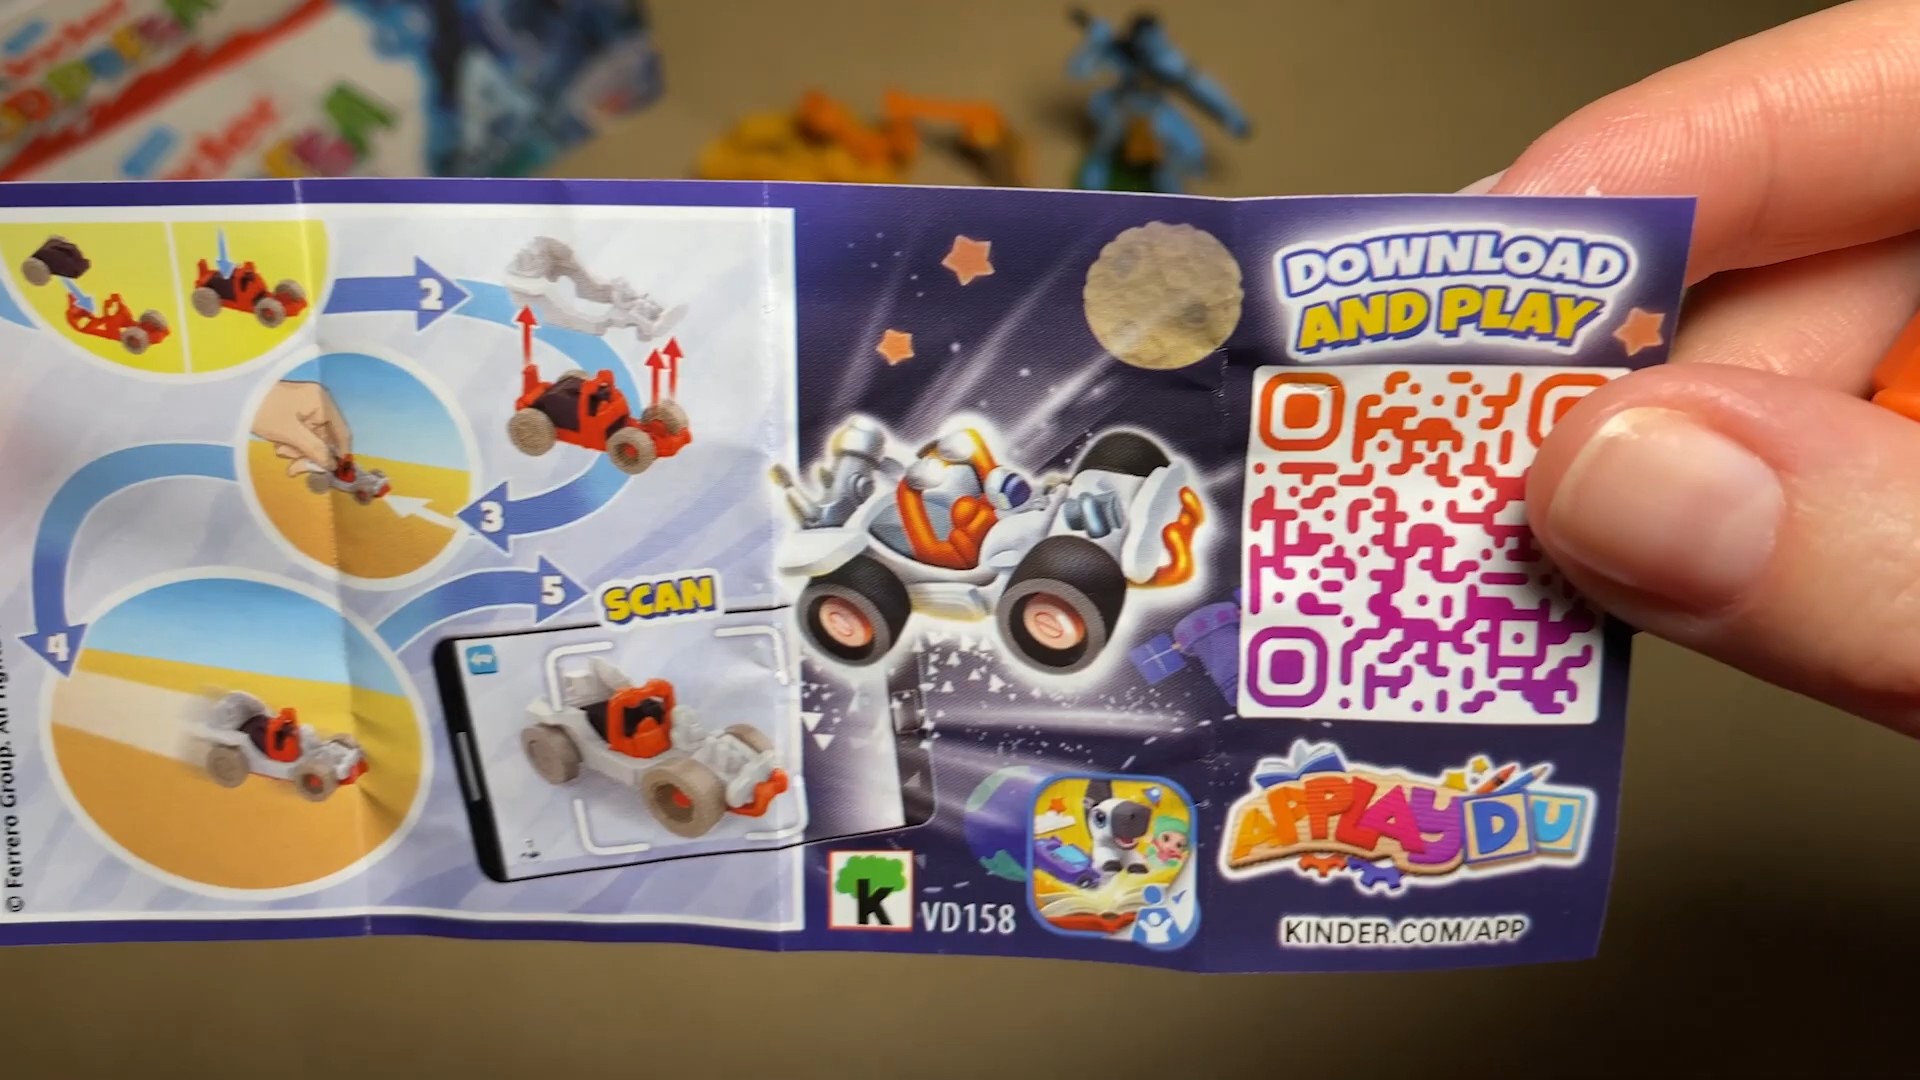 2
3
4
5
SCAN
© Ferrero Group. All
k
VD158
DOWNLOAD
AND PLAY
APPLAYDU
KINDER.COM/APP